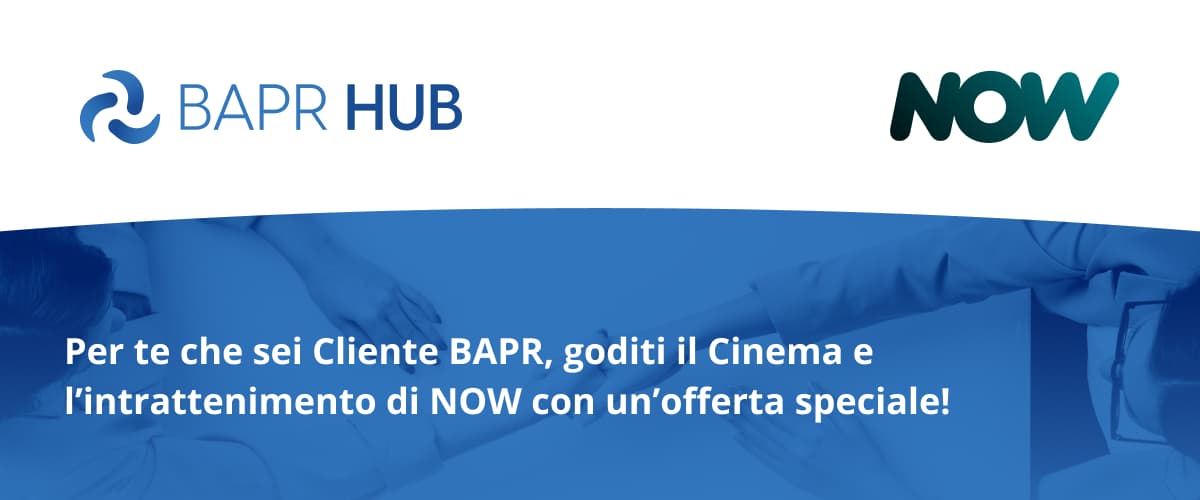 BAPR HUB
NOW
Per te che sei Cliente BAPR, goditi il Cinema e
l’intrattenimento di NOW con un’offerta speciale!